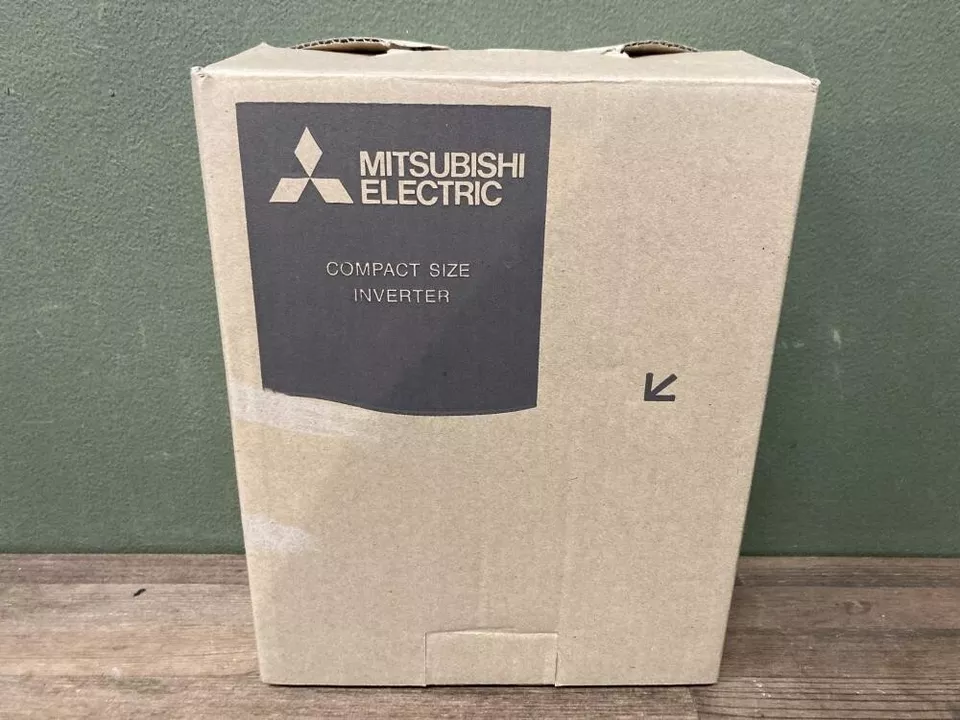 MITSUBISHI
ELECTRIC
COMPACT SIZE
INVERTER